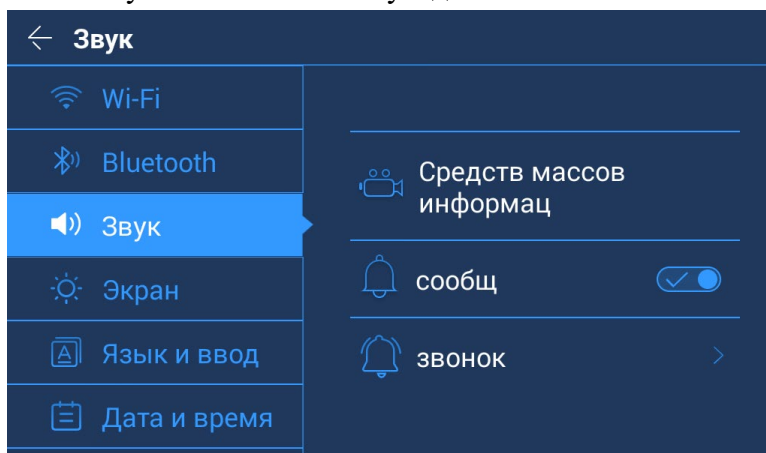 Звук
Wi-Fi
Bluetooth
Звук
Экран
Язык и ввод
Дата и время
Средств массов
информац
сообщ
звонок